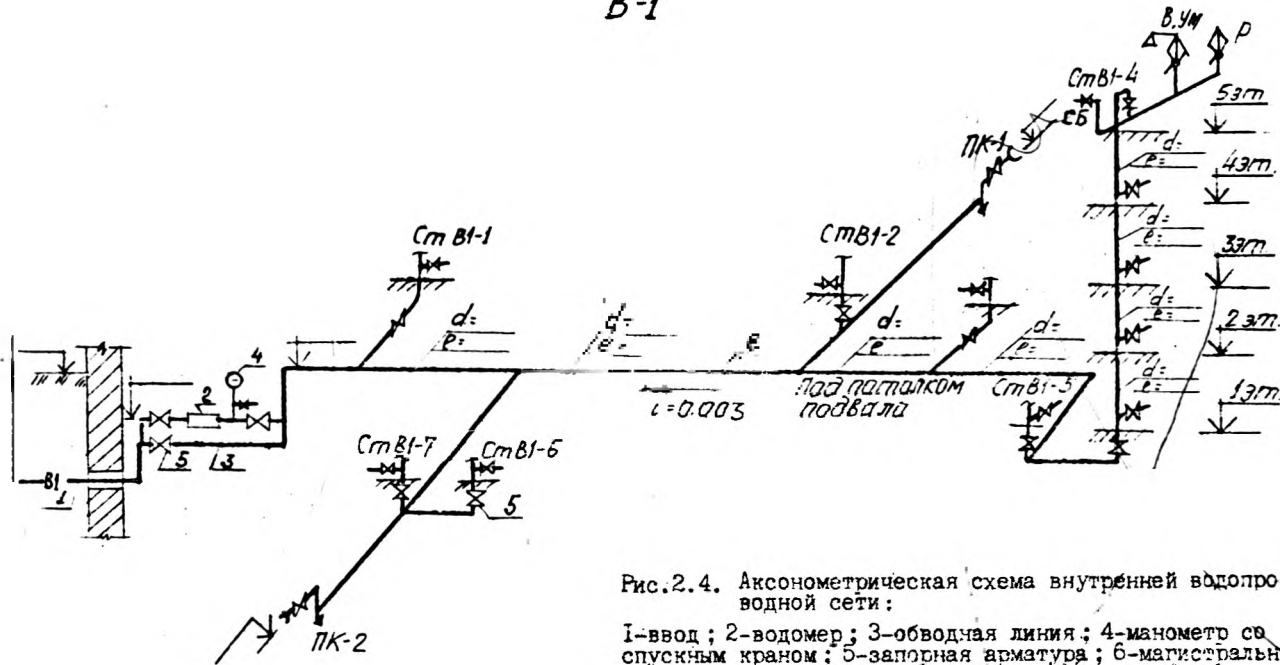 В-1
В.Ум
Р
СтВ1-4
5эт.
СБ
ПК-1
d=
e=
4эт.
Ст В1-1
СтВ1-2
d=
e=
3эт.
4
d=
e=
d=
e=
d=
e
d=
e=
d=
e=
2 эт.
2
i=0.003
Под паталком
подвала
СтВ1-5
d=
e=
1эт.
5
3
СтВ1-7
СтВ1-6
В1
1
5
ПК-2
Рис.2.4. Аксонометрическая схема внутренней водопро
водной сети:
I-ввод; 2-водомер; 3-обводная линия; 4-манометр со
спускным краном; 5-запорная арматура; 6-магистральн